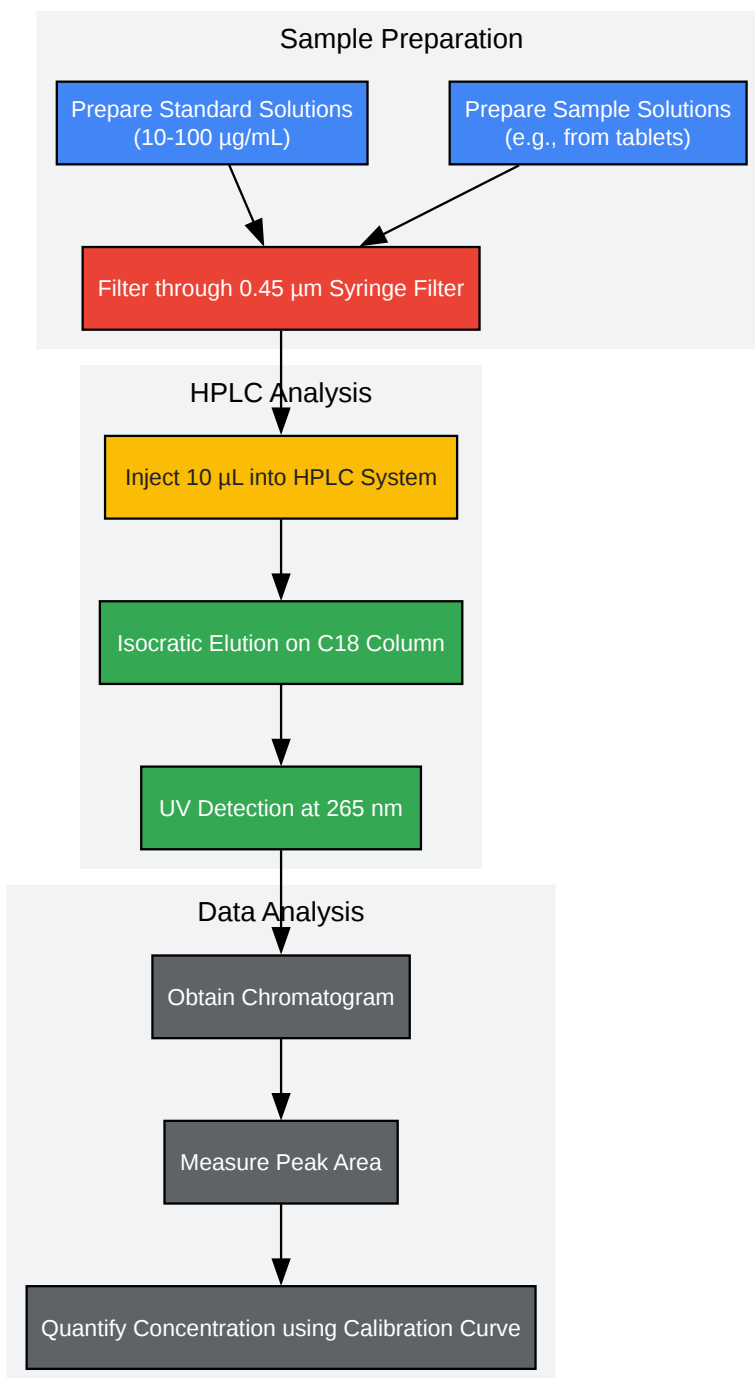 Sample Preparation
Prepare Standard Solutions
(10-100 µg/mL)
Prepare Sample Solutions
(e.g., from tablets)
Filter through 0.45 µm Syringe Filter
HPLC Analysis
Inject 10 µL into HPLC System
Isocratic Elution on C18 Column
UV Detection at 265 nm
Data Analysis
Obtain Chromatogram
Measure Peak Area
Quantify Concentration using Calibration Curve